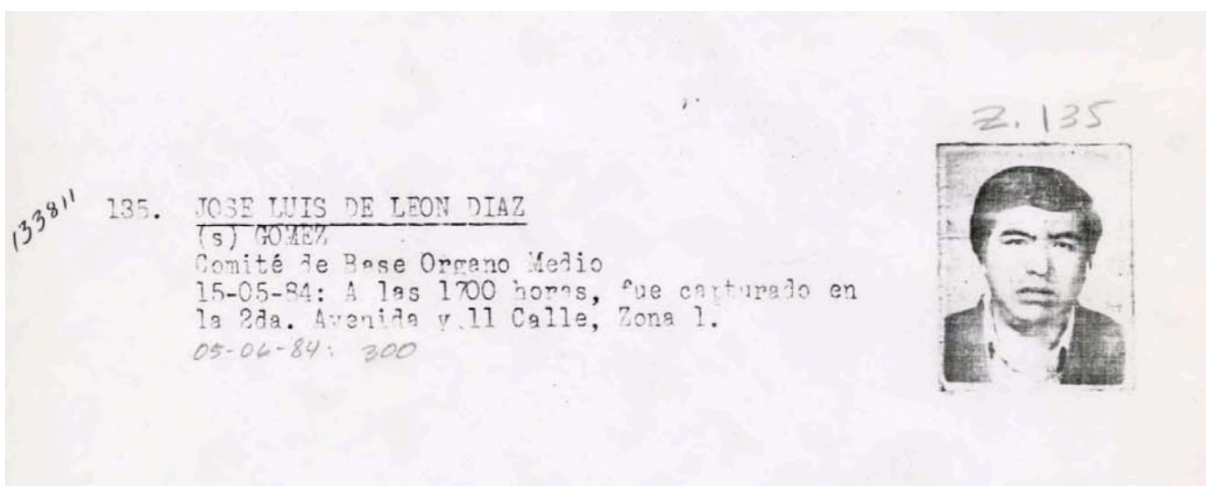 Z. 135
133811
135. JOSE LUIS DE LEON DIAZ
(s) GOMEZ
Comité de Base Organo Medio
15-05-84: A las 1700 horas, fue capturado en
la 2da. Avenida y 11 Calle, Zona 1.
05-06-84: 300